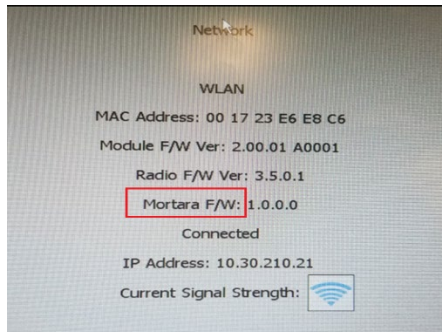 Network
WLAN
MAC Address: 00 17 23 E6 E8 C6
Module F/W Ver: 2.00.01 A0001
Radio F/W Ver: 3.5.0.1
Mortara F/W: 1.0.0.0
Connected
IP Address: 10.30.210.21
Current Signal Strength: